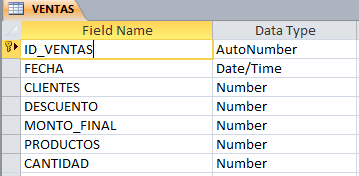 VENTAS
Field Name Data Type
ID_VENTAS AutoNumber
FECHA Date/Time
CLIENTES Number
DESCUENTO Number
MONTO_FINAL Number
PRODUCTOS Number
CANTIDAD Number